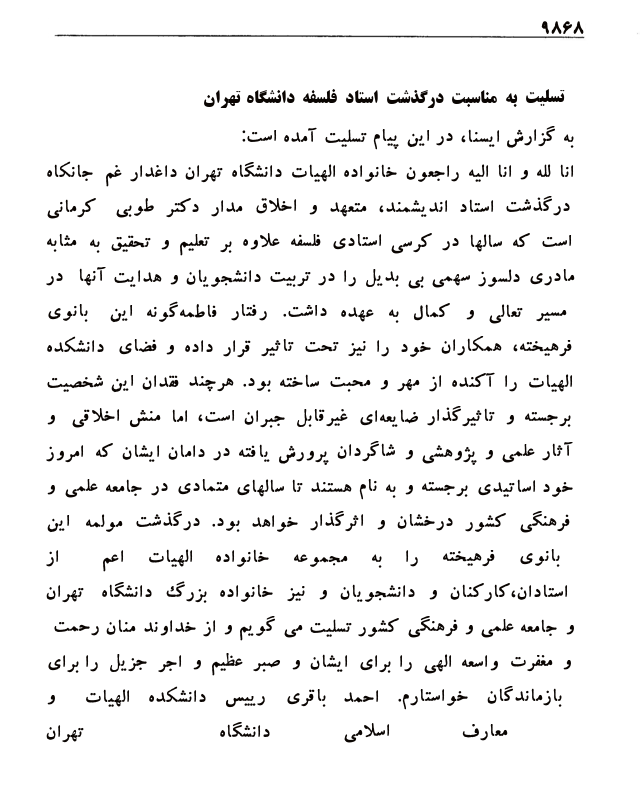 ۹۸۶۸
تسلیت به مناسبت درگذشت استاد فلسفه دانشگاه تهران
به گزارش ایسنا، در این پیام تسلیت آمده است:
انا لله و انا الیه راجعون خانواده الهیات دانشگاه تهران داغدار غم جانکاه
درگذشت استاد اندیشمند، متعهد و اخلاق مدار دکتر طوبی کرمانی
است که سالها در کرسی استادی فلسفه علاوه بر تعلیم و تحقیق به مثابه
مادری دلسوز سهمی بی بدیل را در تربیت دانشجویان و هدایت آنها در
مسیر تعالی و کمال به عهده داشت. رفتار فاطمه‌گونه این بانوی
فرهیخته، همکاران خود را نیز تحت تاثیر قرار داده و فضای دانشکده
الهیات را آکنده از مهر و محبت ساخته بود. هرچند فقدان این شخصیت
برجسته و تاثیرگذار ضایعه‌ای غیرقابل جبران است، اما منش اخلاقی و
آثار علمی و پژوهشی و شاگردان پرورش یافته در دامان ایشان که امروز
خود اساتیدی برجسته و به نام هستند تا سالهای متمادی در جامعه علمی و
فرهنگی کشور درخشان و اثرگذار خواهد بود. درگذشت مولمه این
بانوی فرهیخته را به مجموعه خانواده الهیات اعم از
استادان،کارکنان و دانشجویان و نیز خانواده بزرگ دانشگاه تهران
و جامعه علمی و فرهنگی کشور تسلیت می گویم و از خداوند منان رحمت
و مغفرت واسعه الهی را برای ایشان و صبر عظیم و اجر جزیل را برای
بازماندگان خواستارم. احمد باقری رییس دانشکده الهیات و
معارف اسلامی دانشگاه تهران